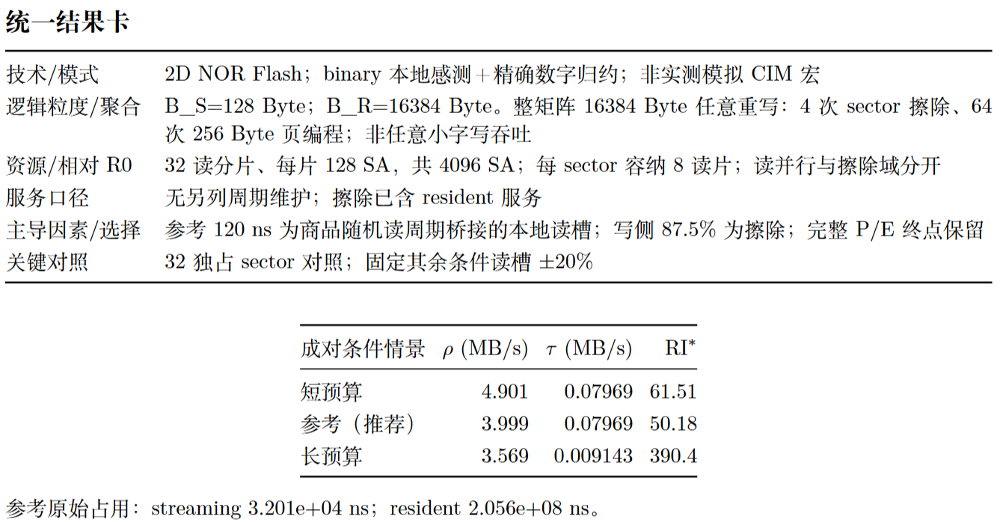 统一结果卡
技术/模式 2D NOR Flash；binary 本地感测+精确数字归约；非实测模拟 CIM 宏
逻辑粒度/聚合 B_S=128 Byte；B_R=16384 Byte。整矩阵 16384 Byte 任意重写：4 次 sector 擦除、64
次 256 Byte 页编程；非任意小字写吞吐
资源/相对 R0 32 读分片、每片 128 SA，共 4096 SA；每 sector 容纳 8 读片；读并行与擦除域分开
服务口径 无另列周期维护；擦除已含 resident 服务
主导因素/选择 参考 120 ns 为商品随机读周期桥接的本地读槽；写侧 87.5% 为擦除；完整 P/E 终点保留
关键对照 32 独占 sector 对照；固定其余条件读槽 ±20%
成对条件情景 ρ (MB/s) τ (MB/s) RI*
短预算 4.901 0.07969 61.51
参考（推荐） 3.999 0.07969 50.18
长预算 3.569 0.009143 390.4
参考原始占用：streaming 3.201e+04 ns；resident 2.056e+08 ns。